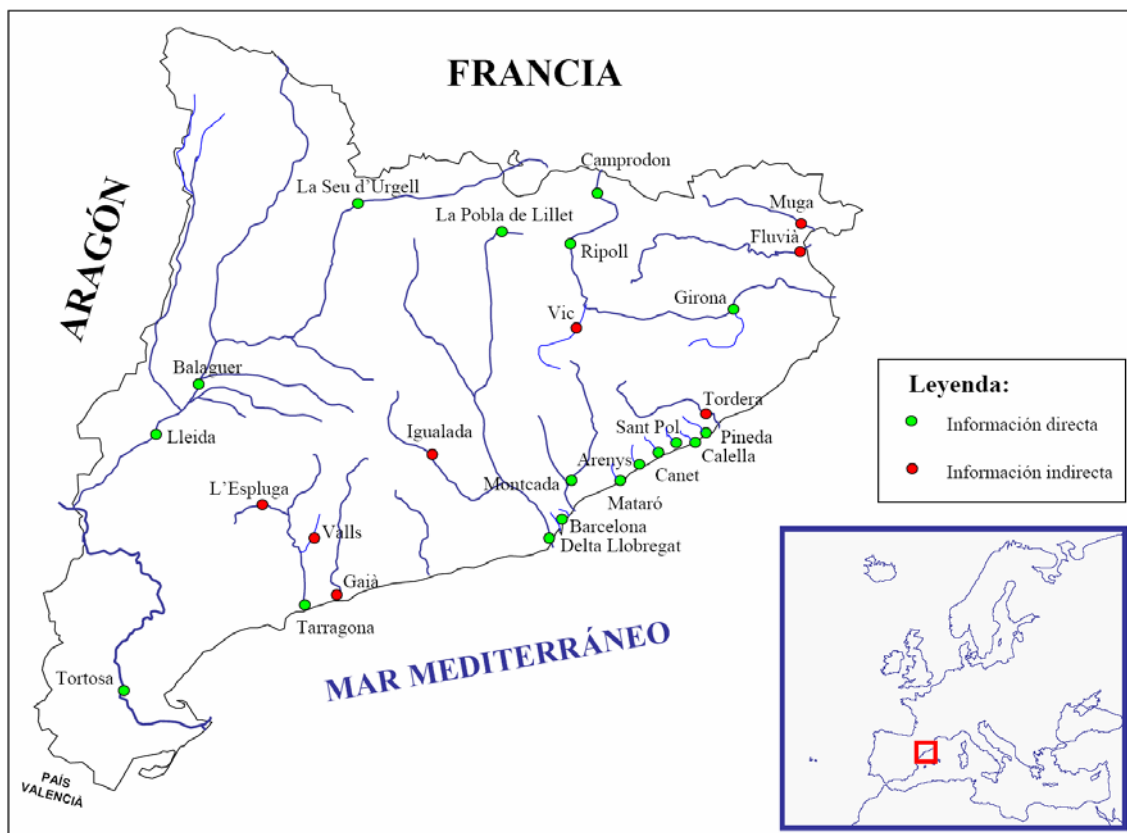 FRANCIA
Camprodon
La Seu d'Urgell
Muga
La Pobla de Lillet
Fluvià
Ripoll
ARAGÓN
Girona
Vic
Balaguer
Leyenda:
Tordera
Información directa
Sant Pol
Igualada
Pineda
Lleida
Calella
Arenys
Canet
Información indirecta
Montcada
L'Espluga
Mataró
Barcelona
Valls
Delta Llobregat
Gaià
Tarragona
MAR MEDITERRÁNEO
Tortosa
PAÍS
VALENCIÀ